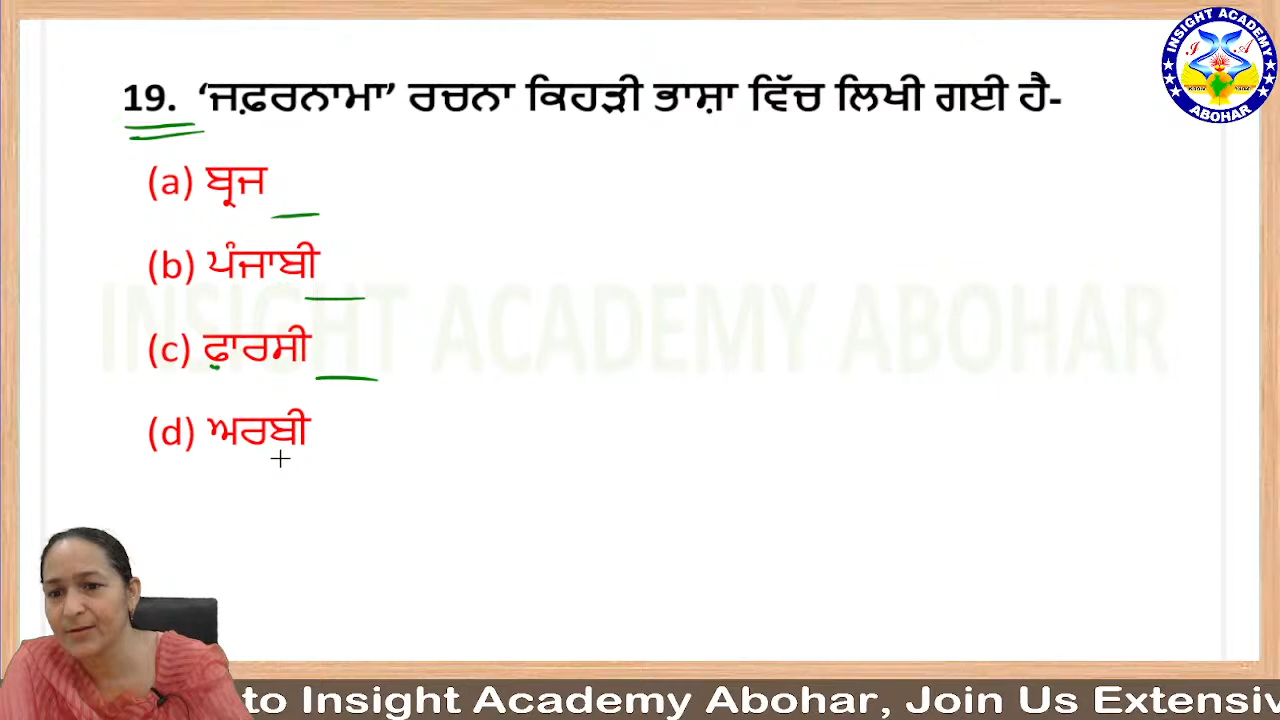 INSIGHT ACADEMY
I A
ABOHAR
19. ‘ਜਫ਼ਰਨਾਮਾ’ ਰਚਨਾ ਕਿਹੜੀ ਭਾਸ਼ਾ ਵਿੱਚ ਲਿਖੀ ਗਈ ਹੈ-
(a) ਬ੍ਰਜ
(b) ਪੰਜਾਬੀ
(c) ਫ਼ਾਰਸੀ
(d) ਅਰਬੀ
INSIGHT ACADEMY ABOHAR
to Insight Academy Abohar, Join Us Extensiv